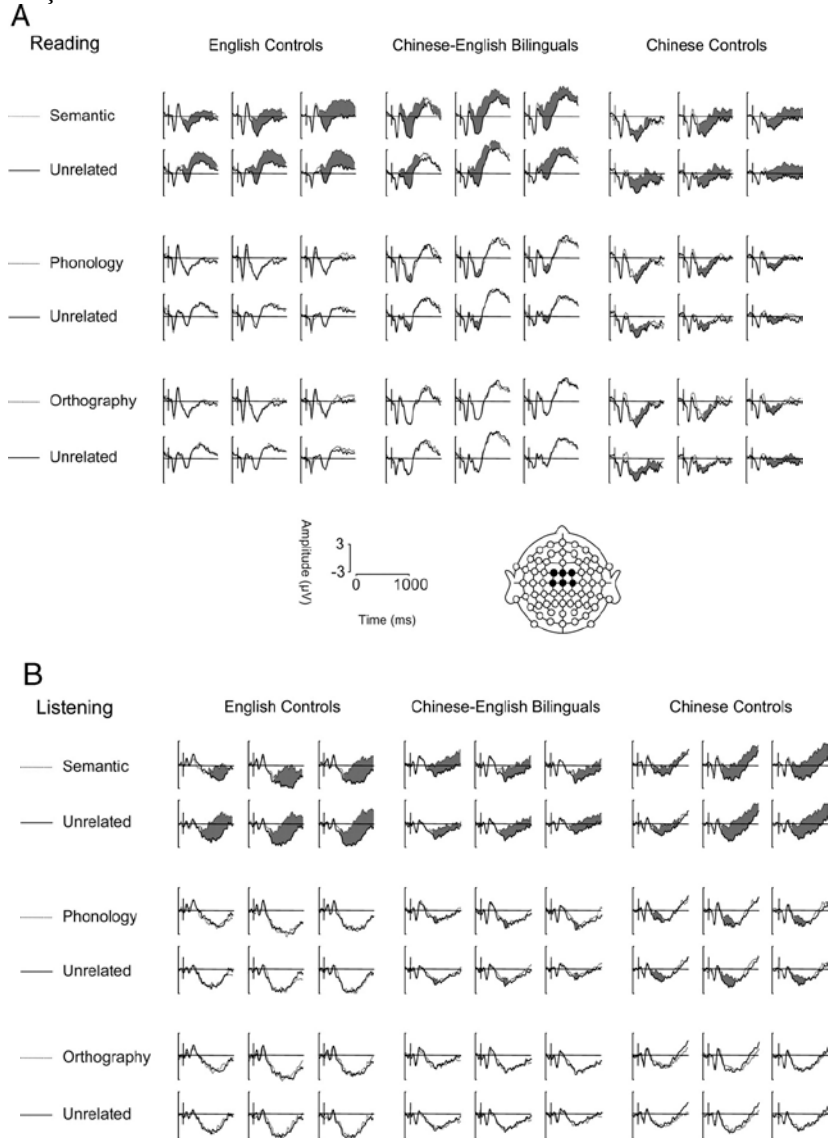 A
Reading
English Controls Chinese-English Bilinguals Chinese Controls
Semantic
Unrelated
Phonology
Unrelated
Orthography
Unrelated
Amplitude (µV)
3
-3
0 1000
Time (ms)
B
Listening
English Controls Chinese-English Bilinguals Chinese Controls
Semantic
Unrelated
Phonology
Unrelated
Orthography
Unrelated